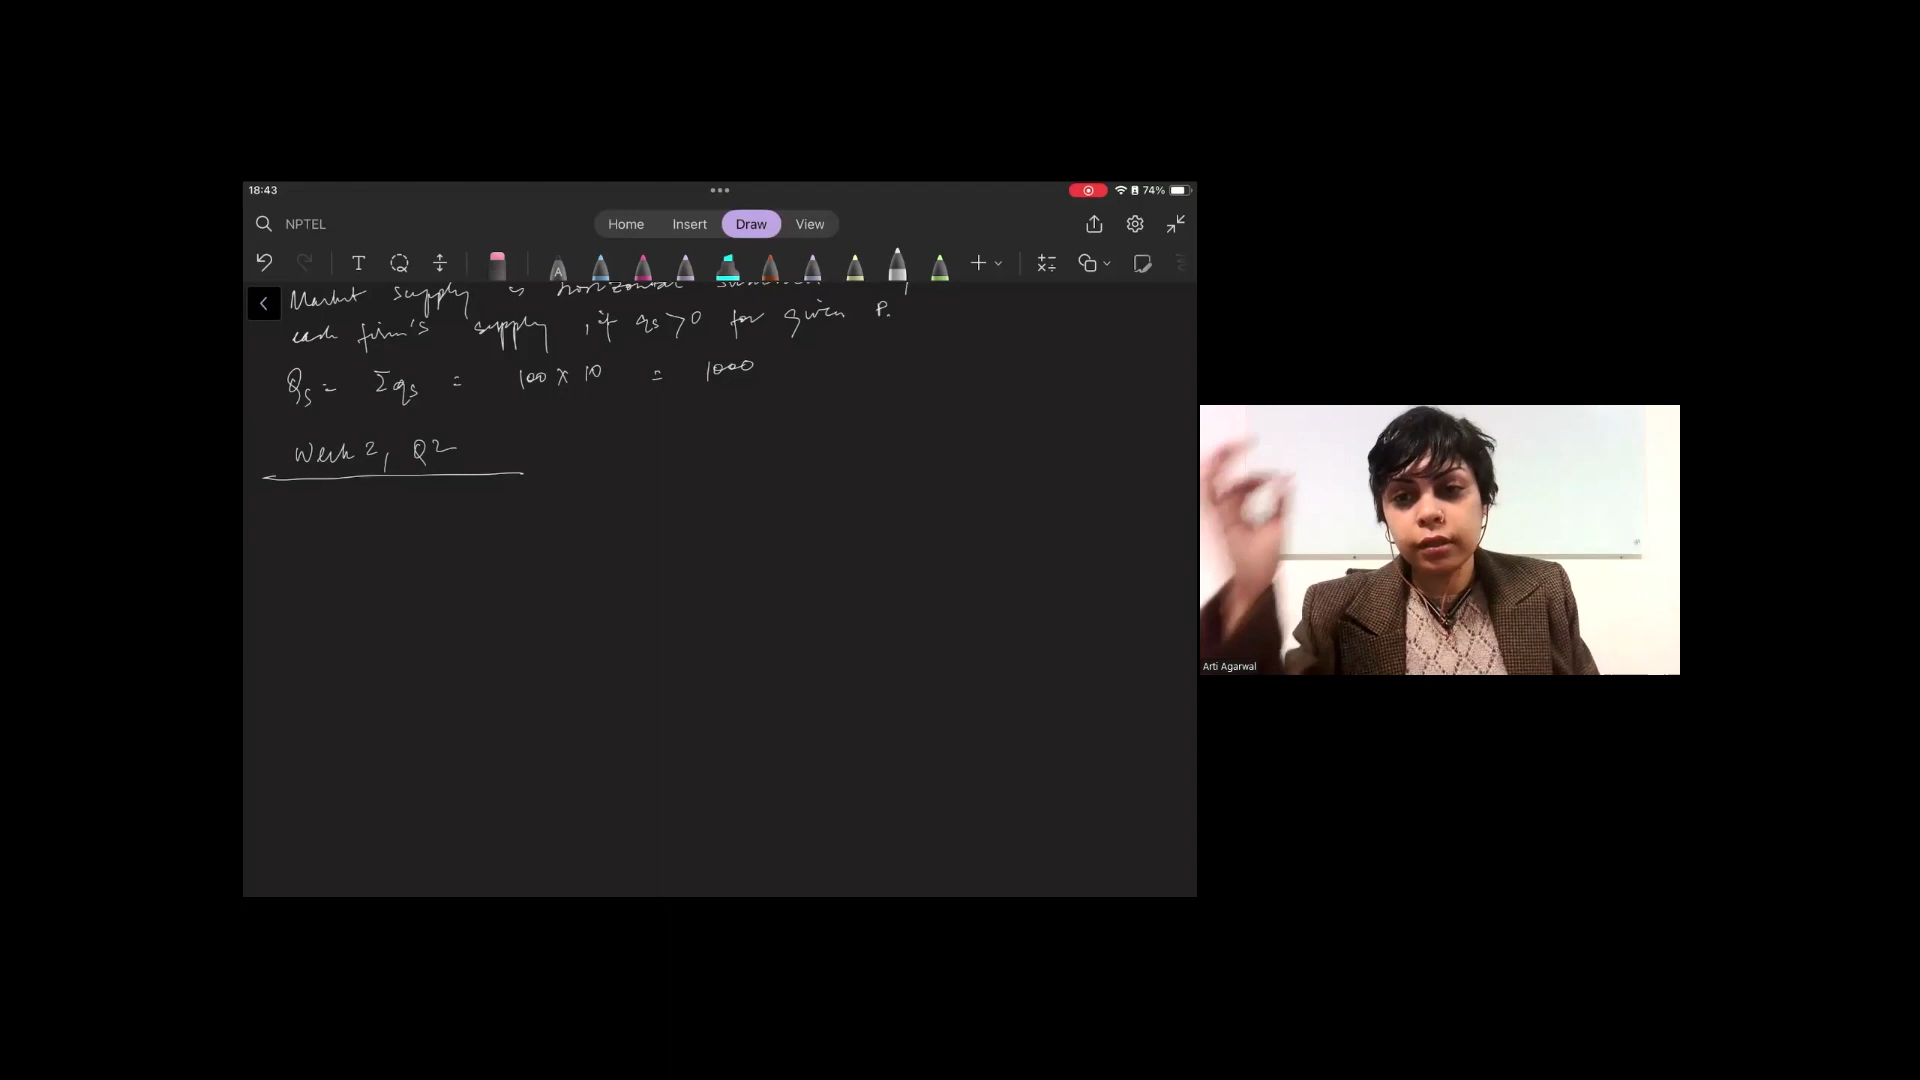 18:43
74%
NPTEL
Home Insert Draw View
T
A
Market supply is horizontal
each firm's supply, if qs > 0 for given P.
Qs = Σqs = 100 x 10 = 1000
Week 2, Q2
Arti Agarwal